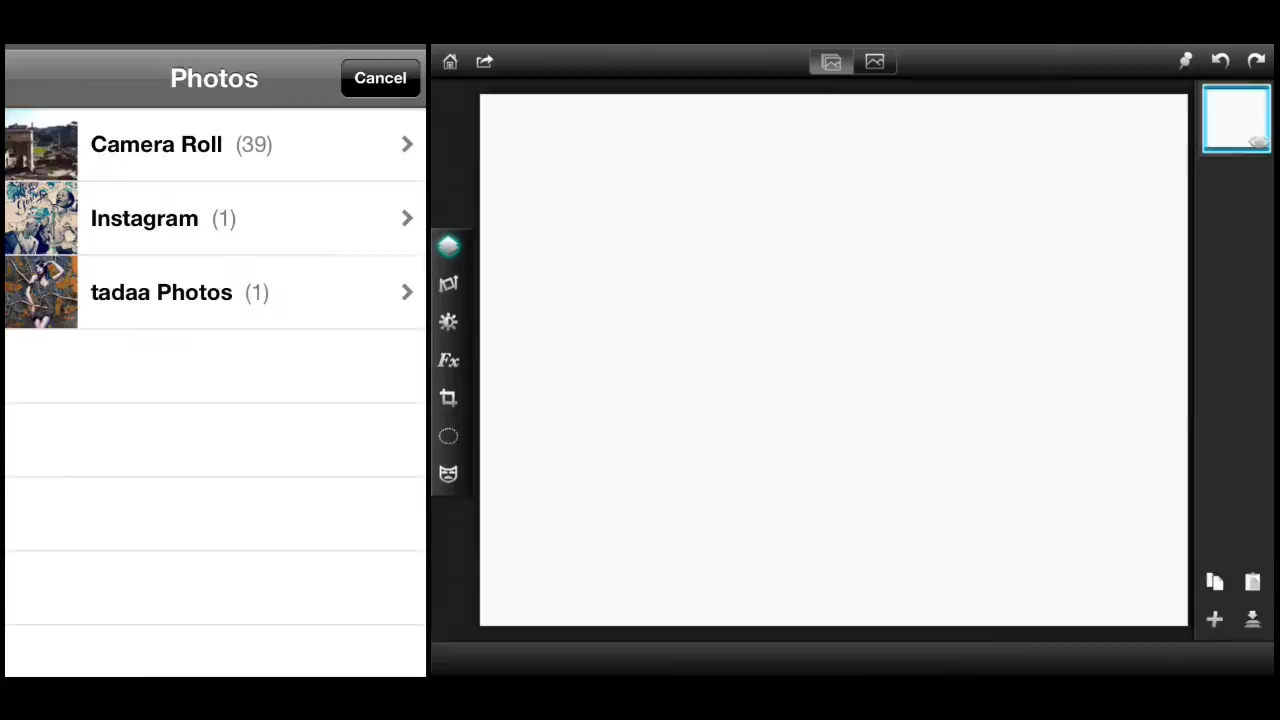 Photos
Cancel
Camera Roll (39)
Instagram (1)
tadaa Photos (1)
Fx